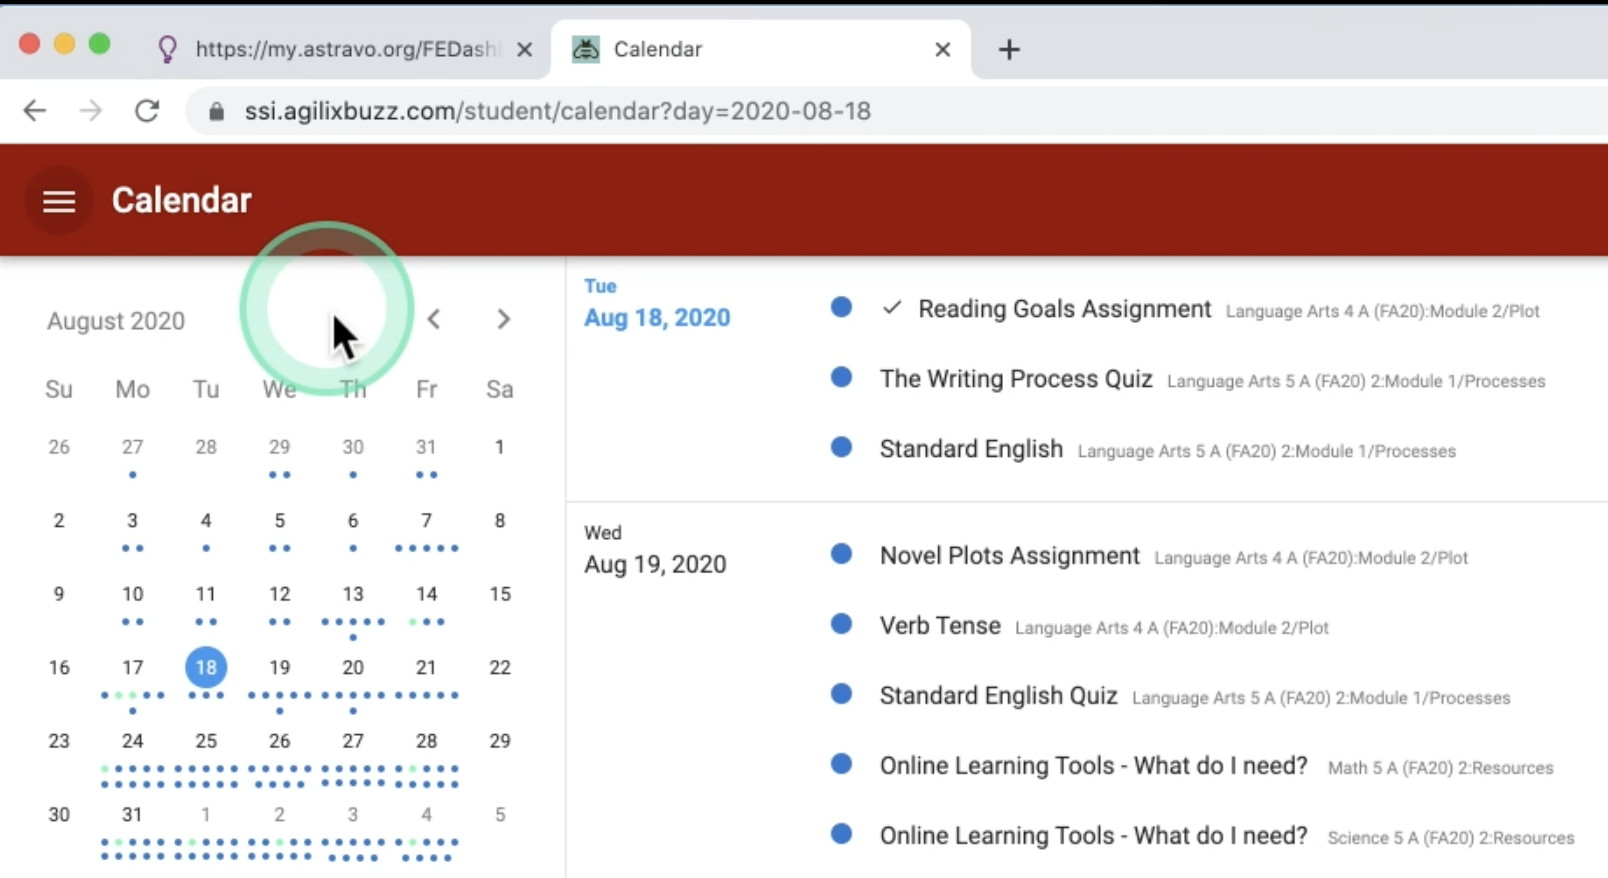 https://my.astravo.org/FEDash
Calendar
ssi.agilixbuzz.com/student/calendar?day=2020-08-18
Calendar
August 2020
Su Mo Tu We Th Fr Sa
26 27 28 29 30 31 1
2 3 4 5 6 7 8
9 10 11 12 13 14 15
16 17 18 19 20 21 22
23 24 25 26 27 28 29
30 31 1 2 3 4 5
Tue
Aug 18, 2020
✓ Reading Goals Assignment Language Arts 4 A (FA20):Module 2/Plot
The Writing Process Quiz Language Arts 5 A (FA20) 2:Module 1/Processes
Standard English Language Arts 5 A (FA20) 2:Module 1/Processes
Wed
Aug 19, 2020
Novel Plots Assignment Language Arts 4 A (FA20):Module 2/Plot
Verb Tense Language Arts 4 A (FA20):Module 2/Plot
Standard English Quiz Language Arts 5 A (FA20) 2:Module 1/Processes
Online Learning Tools - What do I need? Math 5 A (FA20) 2:Resources
Online Learning Tools - What do I need? Science 5 A (FA20) 2:Resources